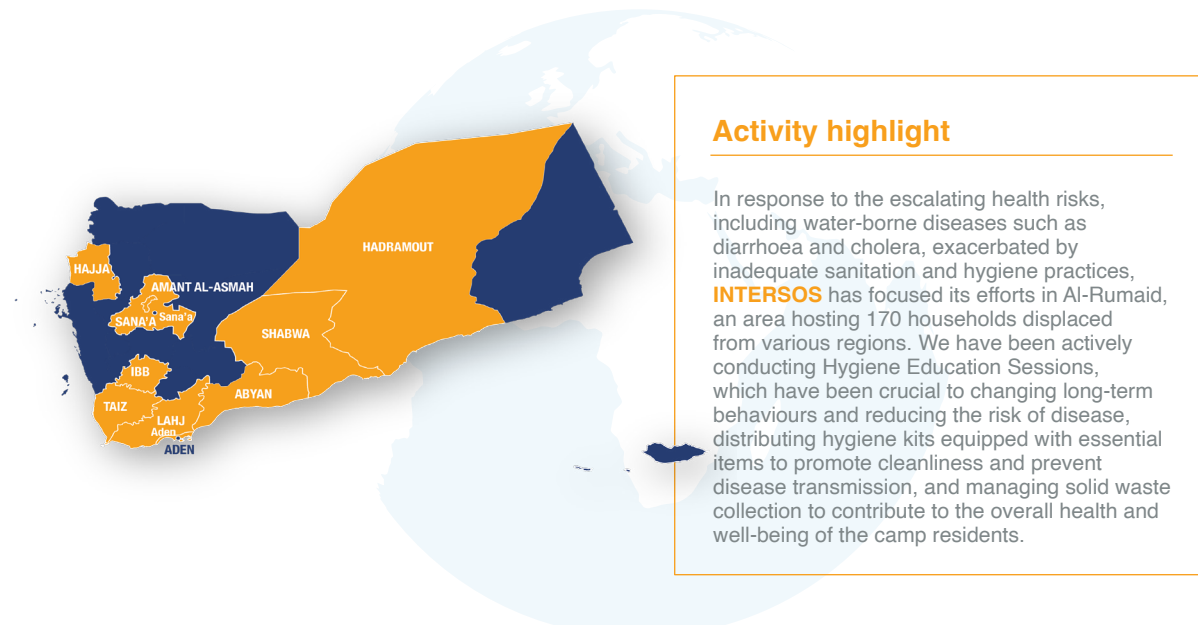 HADRAMOUT
HAJJA
AMANT AL-ASMAH
SANA'A
Sana'a
SHABWA
IBB
ABYAN
TAIZ
LAHJ
Aden
ADEN
Activity highlight
In response to the escalating health risks,
including water-borne diseases such as
diarrhoea and cholera, exacerbated by
inadequate sanitation and hygiene practices,
INTERSOS has focused its efforts in Al-Rumaid,
an area hosting 170 households displaced
from various regions. We have been actively
conducting Hygiene Education Sessions,
which have been crucial to changing long-term
behaviours and reducing the risk of disease,
distributing hygiene kits equipped with essential
items to promote cleanliness and prevent
disease transmission, and managing solid waste
collection to contribute to the overall health and
well-being of the camp residents.